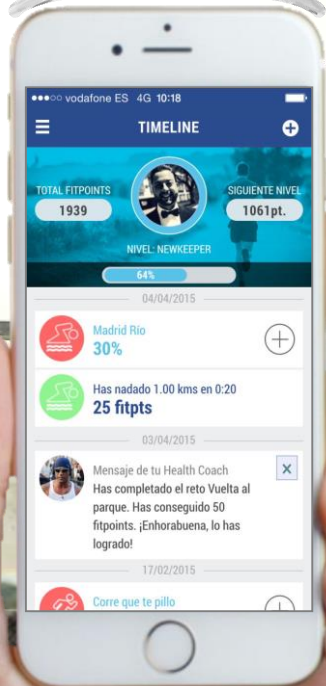 vodafone ES 4G 10:18
TIMELINE
TOTAL FITPOINTS
1939
SIGUIENTE NIVEL
1061pt.
NIVEL: NEWKEEPER
64%
04/04/2015
Madrid Río
30%
Has nadado 1.00 kms en 0:20
25 fitpts
03/04/2015
Mensaje de tu Health Coach
X
Has completado el reto Vuelta al
parque. Has conseguido 50
fitpoints. ¡Enhorabuena, lo has
logrado!
17/02/2015
Corre que te pillo